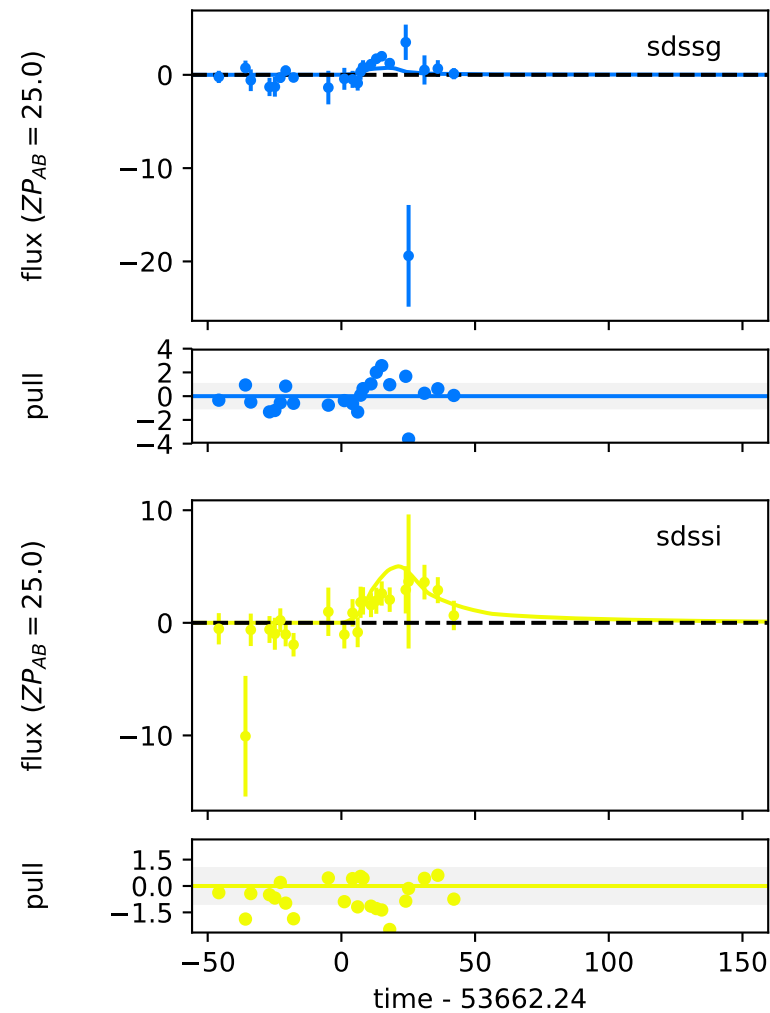 sdssg
flux (ZP_AB = 25.0)
0
−10
−20
pull
4
2
0
−2
−4
sdssi
flux (ZP_AB = 25.0)
10
0
−10
pull
1.5
0.0
−1.5
−50 0 50 100 150
time - 53662.24